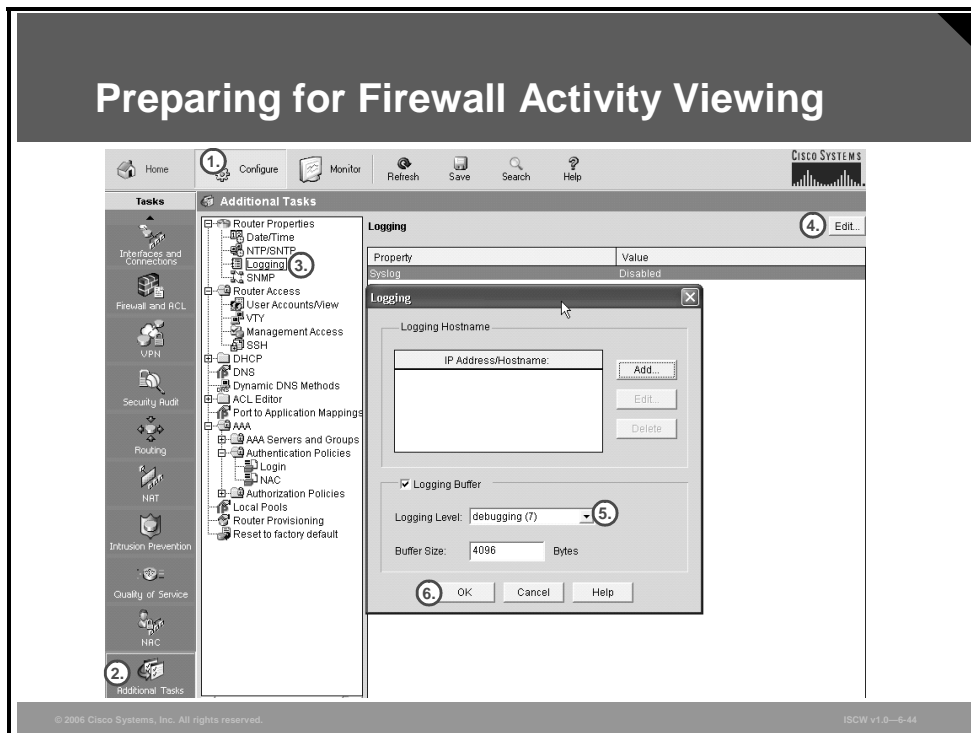 Preparing for Firewall Activity Viewing
Home
1.
Configure
Monitor
Refresh
Save
Search
Help
CISCO SYSTEMS
Tasks
Additional Tasks
Interfaces and Connections
Firewall and ACL
VPN
Security Audit
Routing
NAT
Intrusion Prevention
Quality of Service
NAC
2.
Additional Tasks
Router Properties
Date/Time
NTP/SNTP
Logging
3.
SNMP
Router Access
User Accounts/View
VTY
Management Access
SSH
DHCP
DNS
Dynamic DNS Methods
ACL Editor
Port to Application Mappings
AAA
AAA Servers and Groups
Authentication Policies
Login
NAC
Authorization Policies
Local Pools
Router Provisioning
Reset to factory default
Logging
4.
Edit...
Property Value
Syslog Disabled
Logging
Logging Hostname
IP Address/Hostname:
Add...
Edit...
Delete
Logging Buffer
Logging Level: debugging (7)
5.
Buffer Size: 4096 Bytes
6.
OK Cancel Help
© 2006 Cisco Systems, Inc. All rights reserved.
ISCW v1.0—6-44